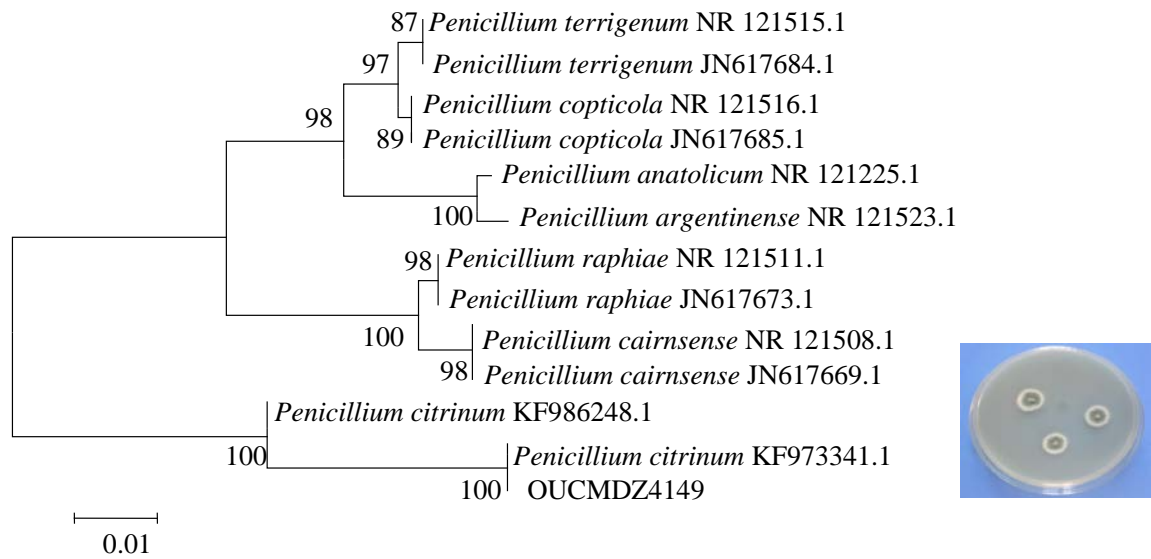 87 Penicillium terrigenum NR 121515.1
97 Penicillium terrigenum JN617684.1
Penicillium copticola NR 121516.1
98
89 Penicillium copticola JN617685.1
Penicillium anatolicum NR 121225.1
100 Penicillium argentinense NR 121523.1
98 Penicillium raphiae NR 121511.1
Penicillium raphiae JN617673.1
100 Penicillium cairnsense NR 121508.1
98 Penicillium cairnsense JN617669.1
Penicillium citrinum KF986248.1
100 Penicillium citrinum KF973341.1
100 OUCMDZ4149
0.01